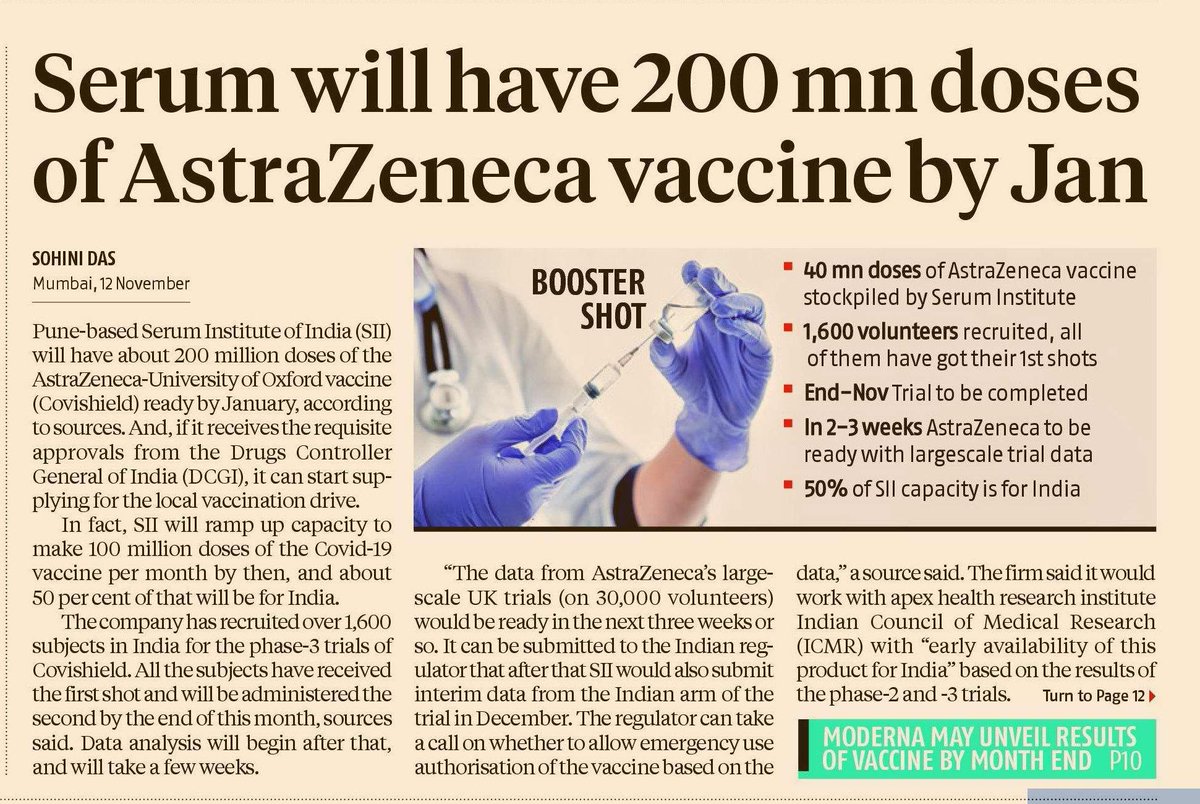 Serum will have 200 mn doses
of AstraZeneca vaccine by Jan
SOHINI DAS
Mumbai, 12 November
Pune-based Serum Institute of India (SII)
will have about 200 million doses of the
AstraZeneca-University of Oxford vaccine
(Covishield) ready by January, according
to sources. And, if it receives the requisite
approvals from the Drugs Controller
General of India (DCGI), it can start sup-
plying for the local vaccination drive.
In fact, SII will ramp up capacity to
make 100 million doses of the Covid-19
vaccine per month by then, and about
50 per cent of that will be for India.
The company has recruited over 1,600
subjects in India for the phase-3 trials of
Covishield. All the subjects have received
the first shot and will be administered the
second by the end of this month, sources
said. Data analysis will begin after that,
and will take a few weeks.
BOOSTER
SHOT
40 mn doses of AstraZeneca vaccine
stockpiled by Serum Institute
1,600 volunteers recruited, all
of them have got their 1st shots
End-Nov Trial to be completed
In 2-3 weeks AstraZeneca to be
ready with largescale trial data
50% of SII capacity is for India
“The data from AstraZeneca’s large-
scale UK trials (on 30,000 volunteers)
would be ready in the next three weeks or
so. It can be submitted to the Indian reg-
ulator that after that SII would also submit
interim data from the Indian arm of the
trial in December. The regulator can take
a call on whether to allow emergency use
authorisation of the vaccine based on the
data,” a source said. The firm said it would
work with apex health research institute
Indian Council of Medical Research
(ICMR) with “early availability of this
product for India” based on the results of
the phase-2 and -3 trials. Turn to Page 12
MODERNA MAY UNVEIL RESULTS
OF VACCINE BY MONTH END P10